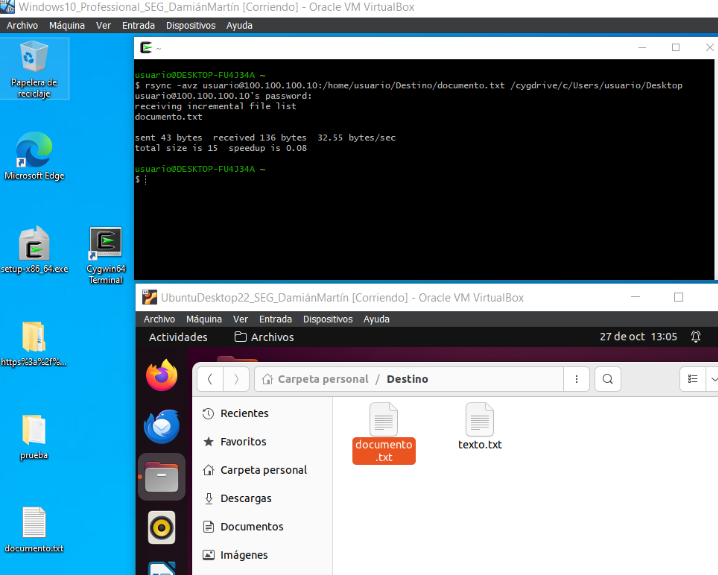 Windows10_Professional_SEG_DamiánMartín [Corriendo] - Oracle VM VirtualBox
Archivo Máquina Ver Entrada Dispositivos Ayuda
Papelera de
reciclaje
Microsoft Edge
setup-x86_64.exe
Cygwin64
Terminal
https%3a%2f%...
prueba
documento.txt
~
usuario@DESKTOP-FU4J34A ~
$ rsync -avz usuario@100.100.100.10:/home/usuario/Destino/documento.txt /cygdrive/c/Users/usuario/Desktop
usuario@100.100.100.10's password:
receiving incremental file list
documento.txt
sent 43 bytes received 136 bytes 32.55 bytes/sec
total size is 15 speedup is 0.08
usuario@DESKTOP-FU4J34A ~
$
UbuntuDesktop22_SEG_DamiánMartín [Corriendo] - Oracle VM VirtualBox
Archivo Máquina Ver Entrada Dispositivos Ayuda
Actividades Archivos 27 de oct 13:05
Carpeta personal / Destino
Recientes
Favoritos
Carpeta personal
Descargas
Documentos
Imágenes
documento
.txt
texto.txt